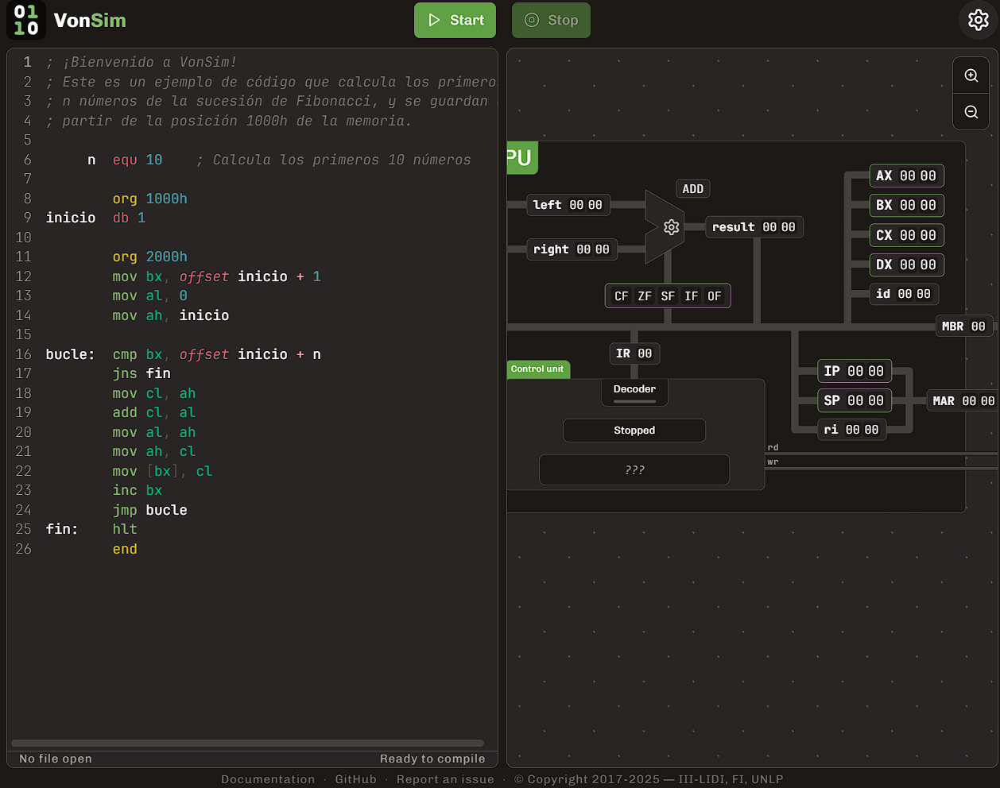 01
10
VonSim
Start
Stop
1 ; ¡Bienvenido a VonSim!
2 ; Este es un ejemplo de código que calcula los primero
3 ; n números de la sucesión de Fibonacci, y se guardan
4 ; partir de la posición 1000h de la memoria.
5
6 n equ 10 ; Calcula los primeros 10 números
7
8 org 1000h
9 inicio db 1
10
11 org 2000h
12 mov bx, offset inicio + 1
13 mov al, 0
14 mov ah, inicio
15
16 bucle: cmp bx, offset inicio + n
17 jns fin
18 mov cl, ah
19 add cl, al
20 mov al, ah
21 mov ah, cl
22 mov [bx], cl
23 inc bx
24 jmp bucle
25 fin: hlt
26 end
No file open
Ready to compile
PU
ADD
left 00 00
right 00 00
result 00 00
CF ZF SF IF OF
AX 00 00
BX 00 00
CX 00 00
DX 00 00
id 00 00
MBR 00
IR 00
Control unit
Decoder
Stopped
???
IP 00 00
SP 00 00
ri 00 00
MAR 00 00
rd
wr
Documentation · GitHub · Report an issue · © Copyright 2017-2025 — III-LIDI, FI, UNLP